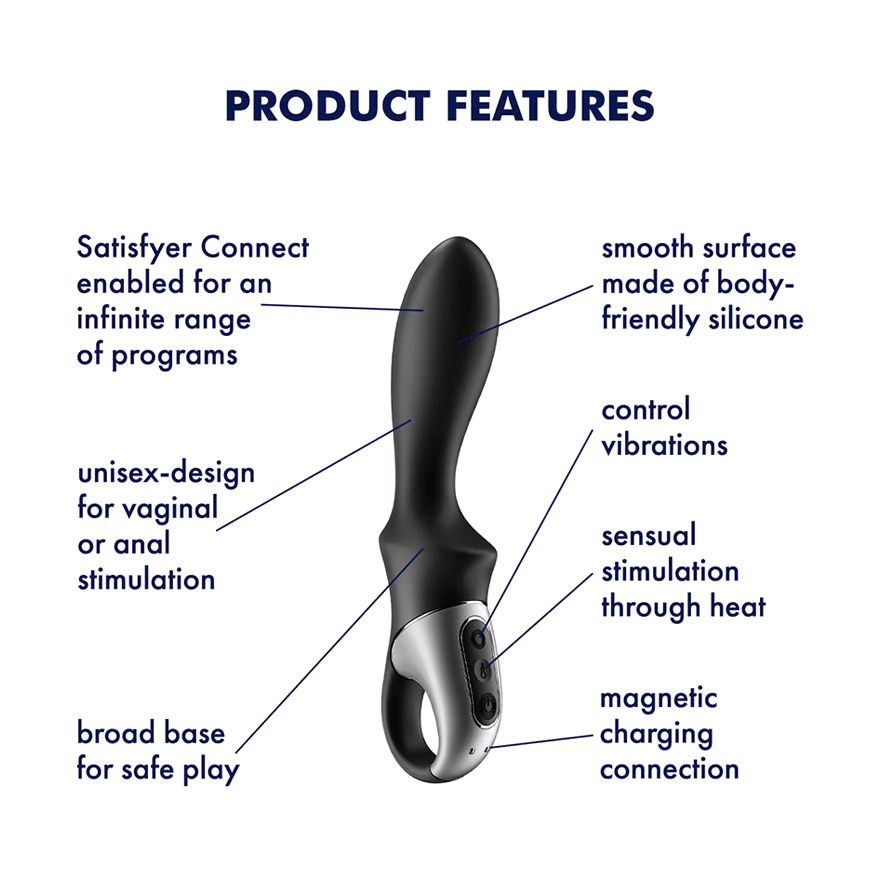 PRODUCT FEATURES
Satisfyer Connect
enabled for an
infinite range
of programs
unisex-design
for vaginal
or anal
stimulation
broad base
for safe play
smooth surface
made of body-
friendly silicone
control
vibrations
sensual
stimulation
through heat
magnetic
charging
connection